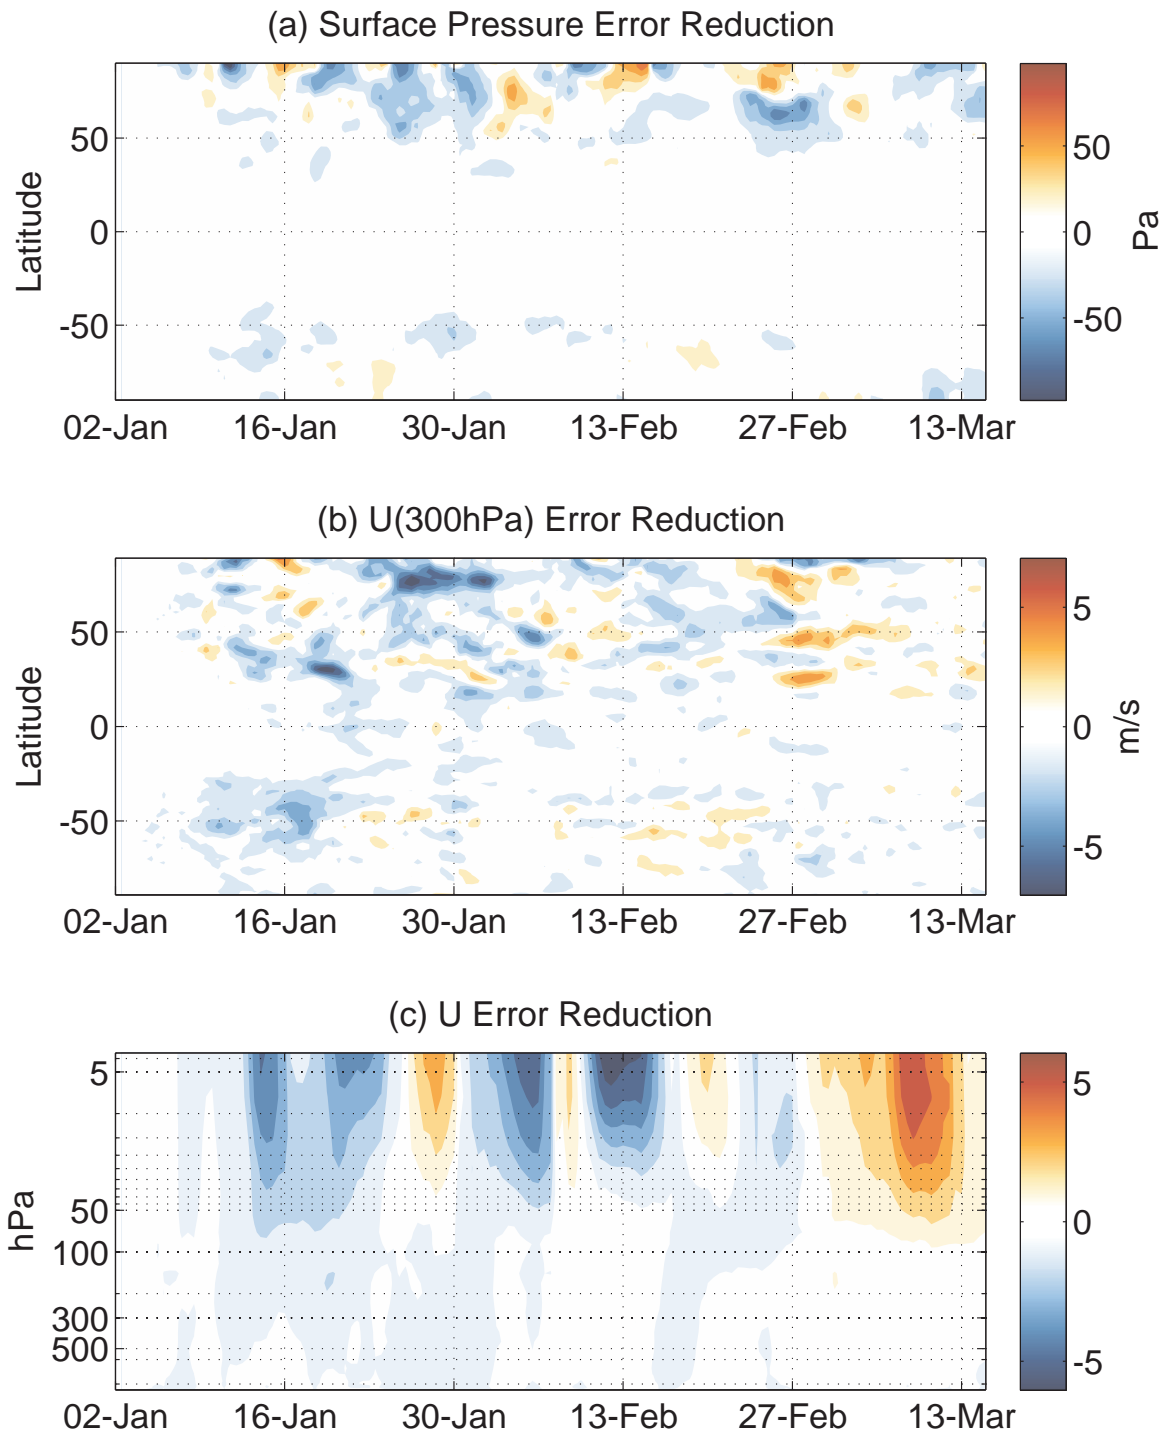 (a) Surface Pressure Error Reduction
50
0
-50
Latitude
02-Jan 16-Jan 30-Jan 13-Feb 27-Feb 13-Mar
50
0
-50
Pa
(b) U(300hPa) Error Reduction
50
0
-50
Latitude
02-Jan 16-Jan 30-Jan 13-Feb 27-Feb 13-Mar
5
0
-5
m/s
(c) U Error Reduction
5
50
100
300
500
hPa
02-Jan 16-Jan 30-Jan 13-Feb 27-Feb 13-Mar
5
0
-5